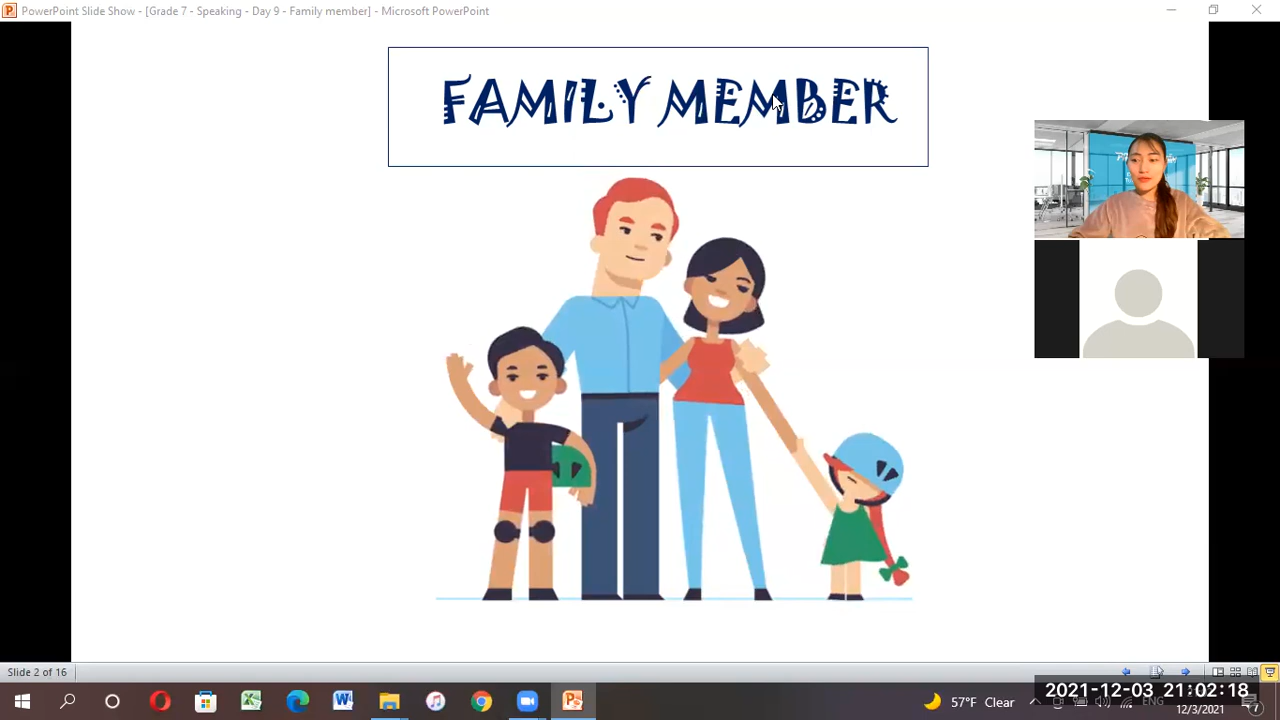 PowerPoint Slide Show - [Grade 7 - Speaking - Day 9 - Family member] - Microsoft PowerPoint
FAMILY MEMBER
Slide 2 of 16
57°F Clear
ENG
2021-12-03 21:02:18
12/3/2021